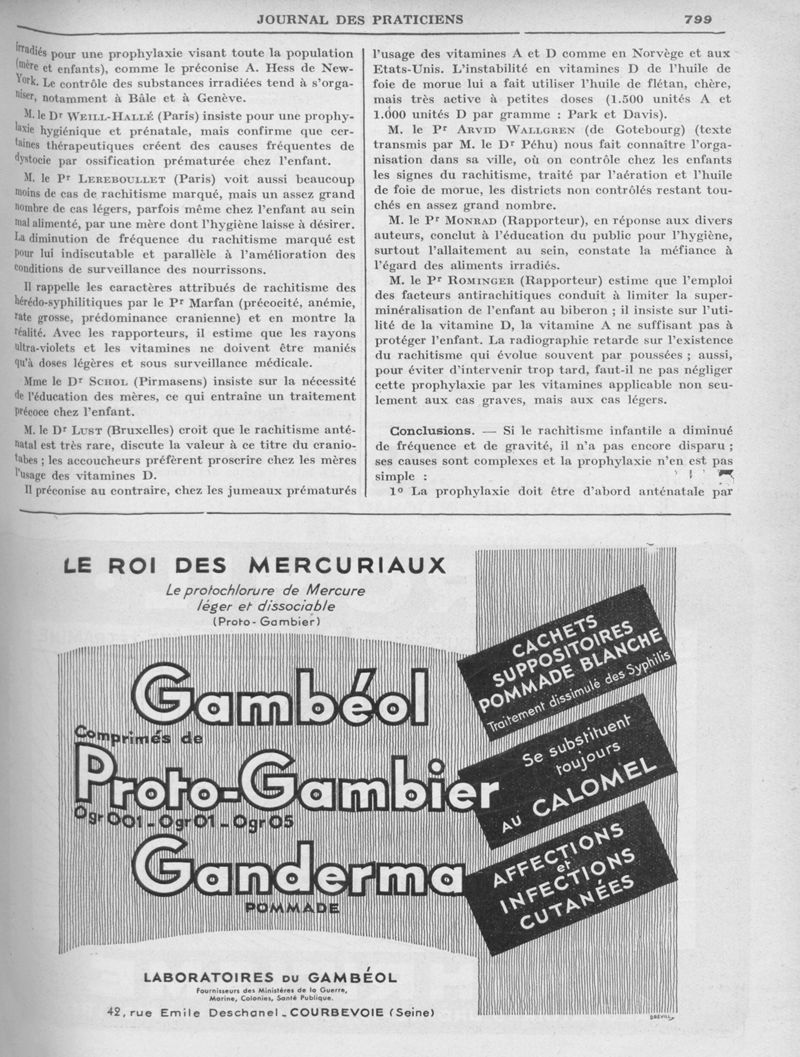 JOURNAL DES PRATICIENS 799
irradiés pour une prophylaxie visant toute la population
(mère et enfants), comme le préconise A. Hess de New-
York. Le contrôle des substances irradiées tend à s'orga-
niser, notamment à Bâle et à Genève.
M. le Dr WEILL-HALLÉ (Paris) insiste pour une prophy-
laxie hygiénique et prénatale, mais confirme que cer-
taines thérapeutiques créent des causes fréquentes de
dystocie par ossification prématurée chez l'enfant.
M. le Pr LEREBOULLET (Paris) voit aussi beaucoup
moins de cas de rachitisme marqué, mais un assez grand
nombre de cas légers, parfois même chez l'enfant au sein
mal alimenté, par une mère dont l'hygiène laisse à désirer.
La diminution de fréquence du rachitisme marqué est
pour lui indiscutable et parallèle à l'amélioration des
conditions de surveillance des nourrissons.
Il rappelle les caractères attribués de rachitisme des
hérédo-syphilitiques par le Pr Marfan (précocité, anémie,
rate grosse, prédominance cranienne) et en montre la
réalité. Avec les rapporteurs, il estime que les rayons
ultra-violets et les vitamines ne doivent être maniés
qu'à doses légères et sous surveillance médicale.
Mme le Dr SCHOL (Pirmasens) insiste sur la nécessité
de l'éducation des mères, ce qui entraîne un traitement
précoce chez l'enfant.
M. le Dr LUST (Bruxelles) croit que le rachitisme anté-
natal est très rare, discute la valeur à ce titre du cranio-
tabes ; les accoucheurs préfèrent proscrire chez les mères
l'usage des vitamines D.
Il préconise au contraire, chez les jumeaux prématurés
l'usage des vitamines A et D comme en Norvège et aux
Etats-Unis. L'instabilité en vitamines D de l'huile de
foie de morue lui a fait utiliser l'huile de flétan, chère,
mais très active à petites doses (1.500 unités A et
1.000 unités D par gramme : Park et Davis).
M. le Pr ARVID WALLGREN (de Gotebourg) (texte
transmis par M. le Dr Péhu) nous fait connaître l'orga-
nisation dans sa ville, où on contrôle chez les enfants
les signes du rachitisme, traité par l'aération et l'huile
de foie de morue, les districts non contrôlés restant tou-
chés en assez grand nombre.
M. le Pr MONRAD (Rapporteur), en réponse aux divers
auteurs, conclut à l'éducation du public pour l'hygiène,
surtout l'allaitement au sein, constate la méfiance à
l'égard des aliments irradiés.
M. le Pr ROMINGER (Rapporteur) estime que l'emploi
des facteurs antirachitiques conduit à limiter la super-
minéralisation de l'enfant au biberon ; il insiste sur l'uti-
lité de la vitamine D, la vitamine A ne suffisant pas à
protéger l'enfant. La radiographie retarde sur l'existence
du rachitisme qui évolue souvent par poussées ; aussi,
pour éviter d'intervenir trop tard, faut-il ne pas négliger
cette prophylaxie par les vitamines applicable non seu-
lement aux cas graves, mais aux cas légers.
Conclusions. — Si le rachitisme infantile a diminué
de fréquence et de gravité, il n'a pas encore disparu ;
ses causes sont complexes et la prophylaxie n'en est pas
simple :
1º La prophylaxie doit être d'abord anténatale par
LE ROI DES MERCURIAUX
Le protochlorure de Mercure
léger et dissociable
(Proto-Gambier)
Gambéol
CACHETS
SUPPOSITOIRES
POMMADE BLANCHE
Traitement dissimulé des Syphilis
Comprimés de
Proto-Gambier
0gr001-0gr01-0gr05
Se substituent
toujours
AU CALOMEL
Ganderma
POMMADE
AFFECTIONS
et
INFECTIONS
CUTANÉES
LABORATOIRES DU GAMBÉOL
Fournisseurs des Ministères de la Guerre,
Marine, Colonies, Santé Publique.
42, rue Emile Deschanel - COURBEVOIE (Seine)